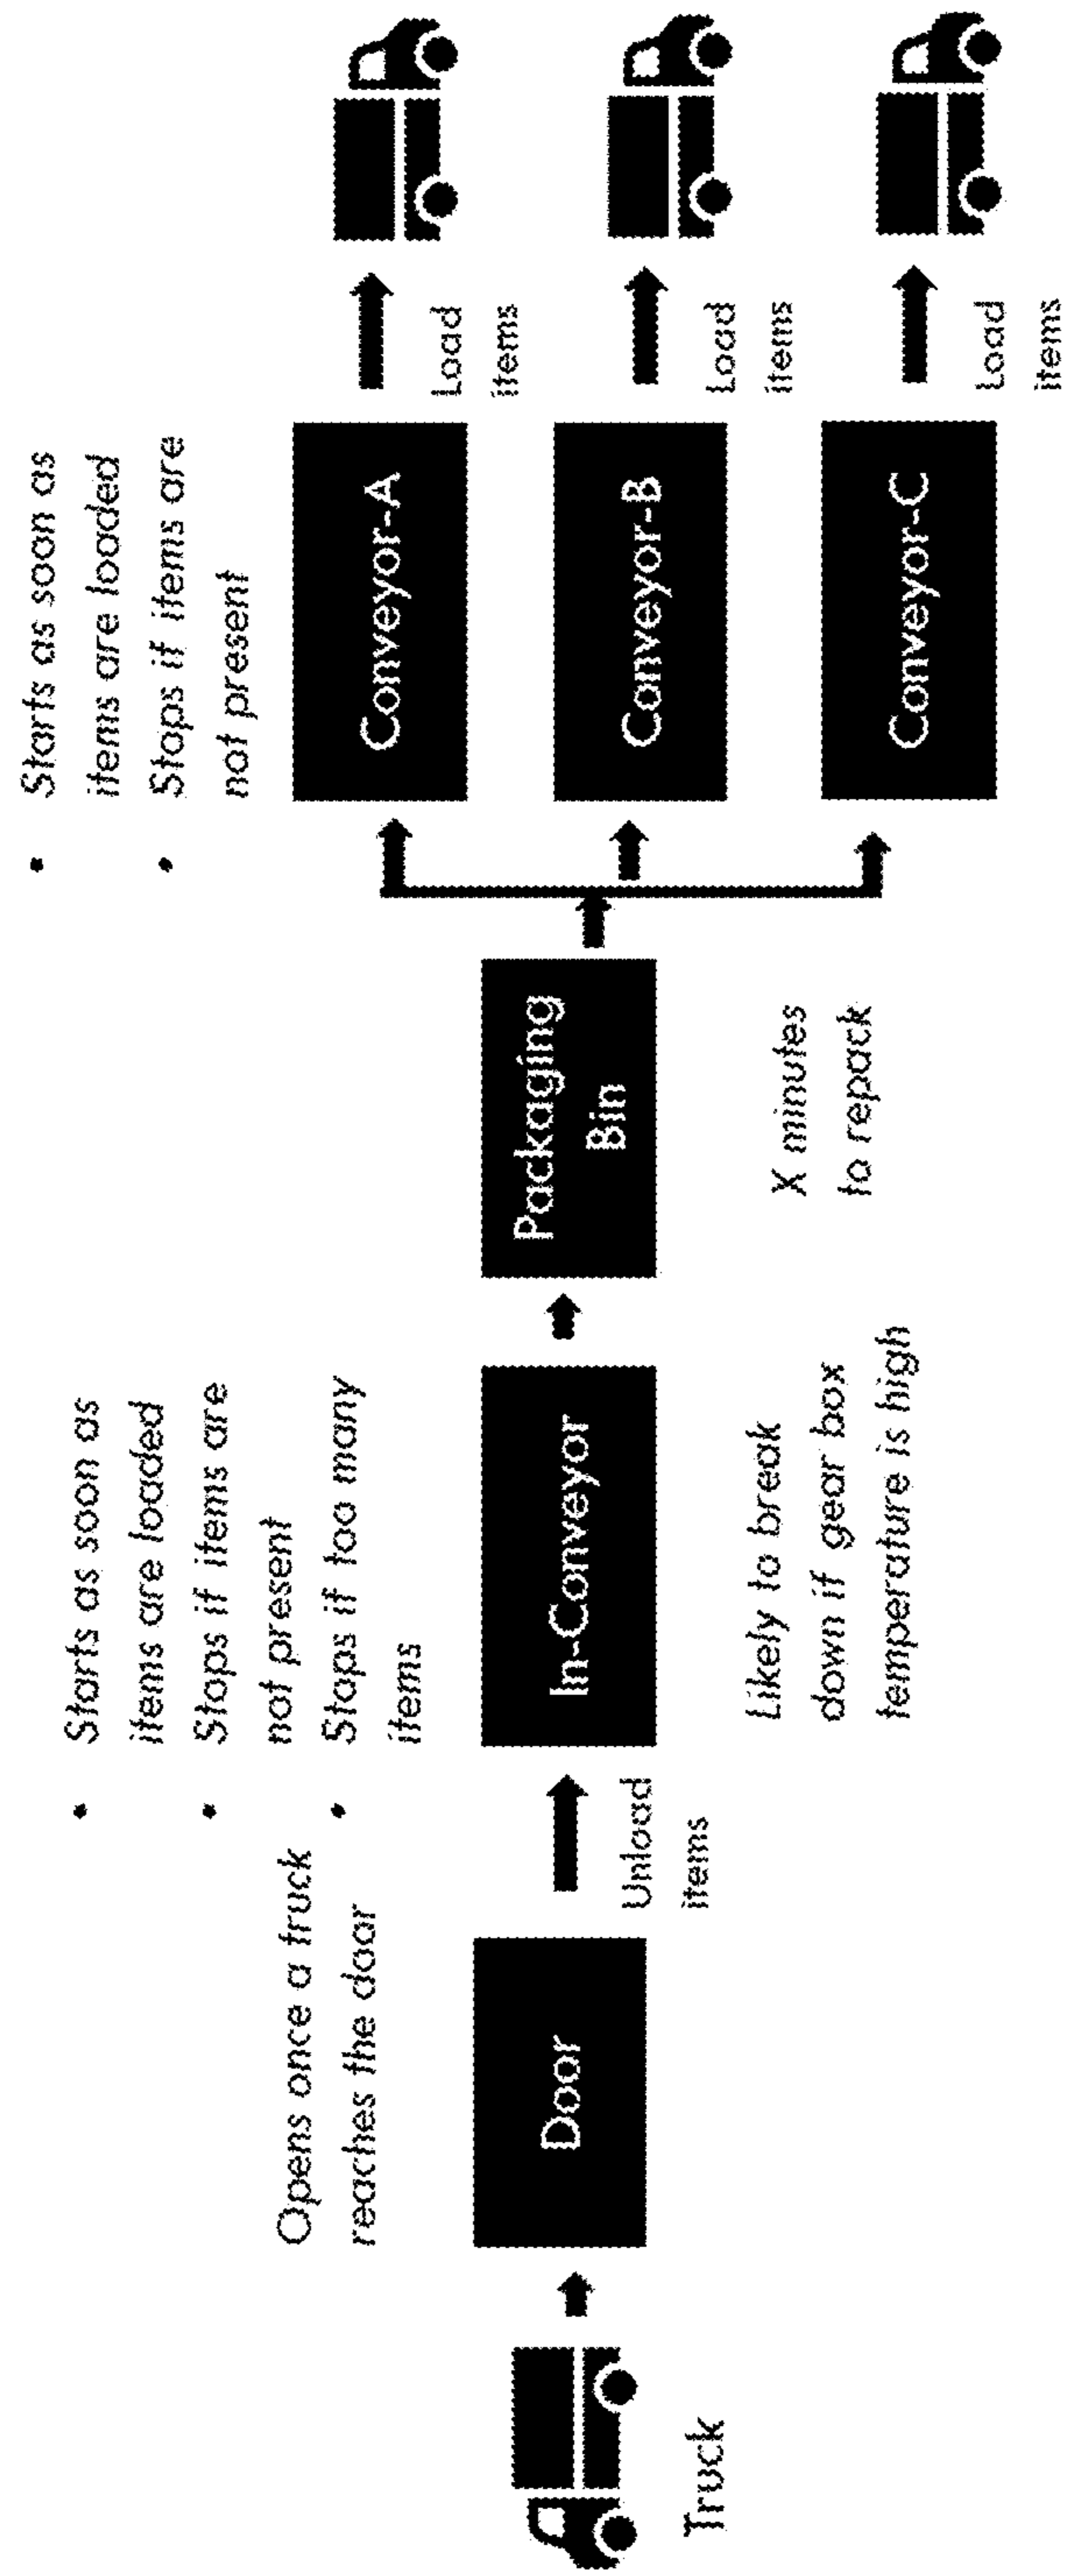 Truck
Opens once a truck
reaches the door
Door
Unload
items
• Starts as soon as
items are loaded
• Stops if items are
not present
• Stops if too many
items
In-Conveyor
Likely to break
down if gear box
temperature is high
Packaging
Bin
X minutes
to repack
• Starts as soon as
items are loaded
• Stops if items are
not present
Conveyor-A
Load
items
Conveyor-B
Load
items
Conveyor-C
Load
items